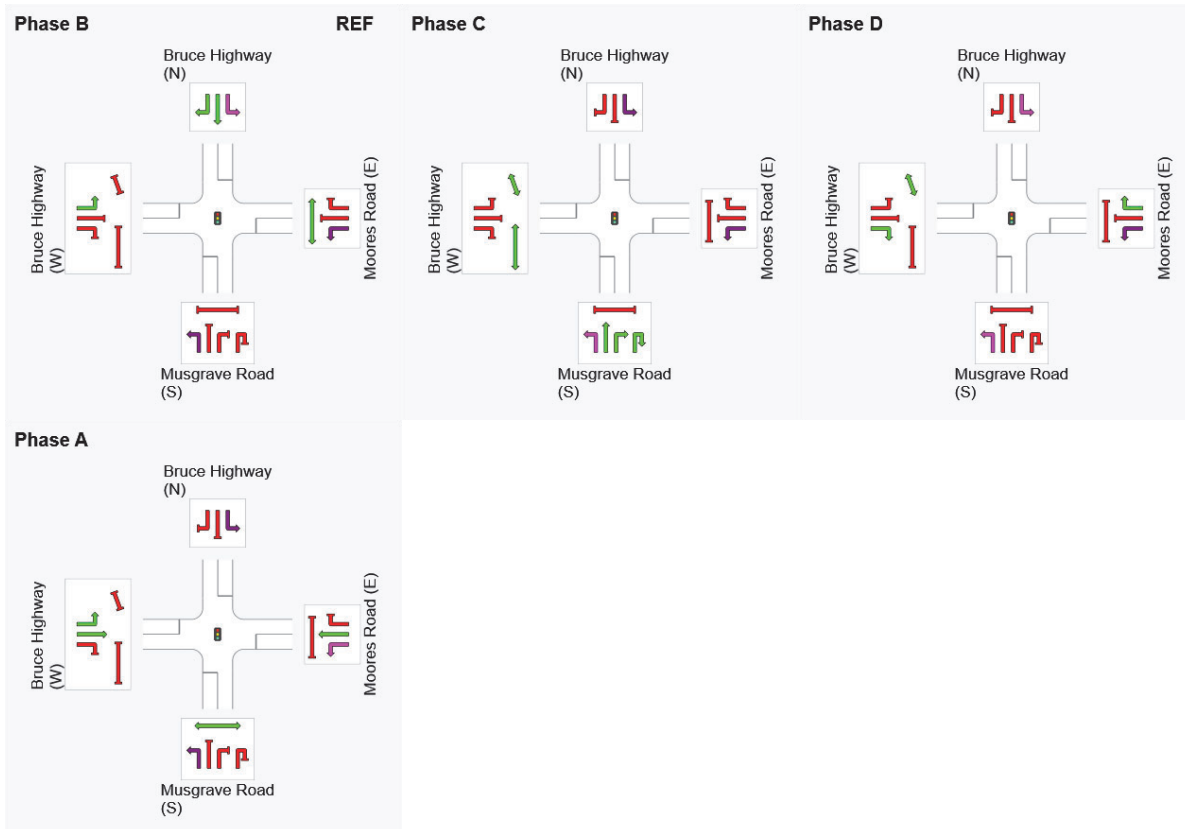 Phase B REF
Bruce Highway
(N)
Bruce Highway
(W)
Moores Road (E)
Musgrave Road
(S)
Phase C
Bruce Highway
(N)
Bruce Highway
(W)
Moores Road (E)
Musgrave Road
(S)
Phase D
Bruce Highway
(N)
Bruce Highway
(W)
Moores Road (E)
Musgrave Road
(S)
Phase A
Bruce Highway
(N)
Bruce Highway
(W)
Moores Road (E)
Musgrave Road
(S)